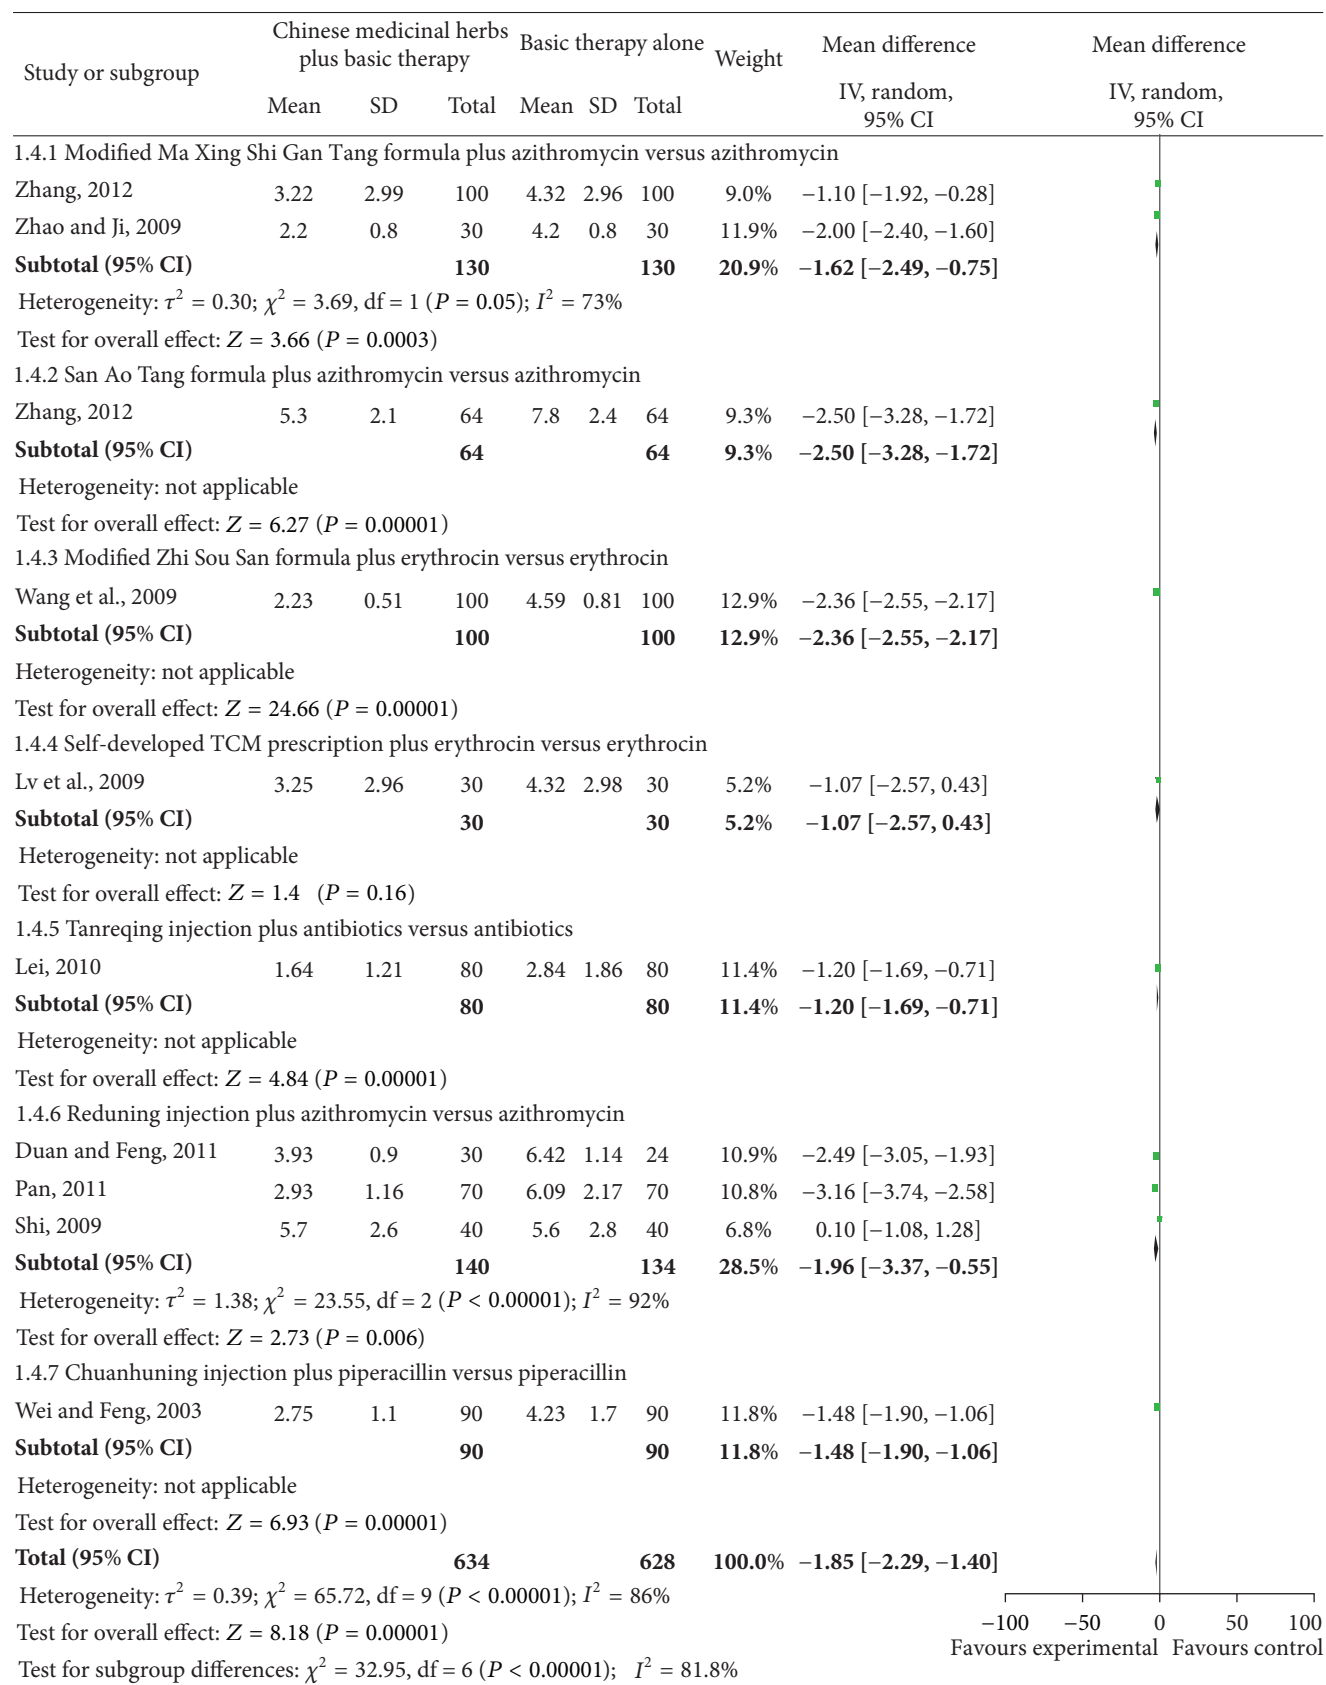 Study or subgroup Chinese medicinal herbs plus basic therapy Basic therapy alone Weight Mean difference Mean difference
Mean SD Total Mean SD Total IV, random, 95% CI IV, random, 95% CI
1.4.1 Modified Ma Xing Shi Gan Tang formula plus azithromycin versus azithromycin
Zhang, 2012 3.22 2.99 100 4.32 2.96 100 9.0% −1.10 [−1.92, −0.28]
Zhao and Ji, 2009 2.2 0.8 30 4.2 0.8 30 11.9% −2.00 [−2.40, −1.60]
Subtotal (95% CI) 130 130 20.9% −1.62 [−2.49, −0.75]
Heterogeneity: τ² = 0.30; χ² = 3.69, df = 1 (P = 0.05); I² = 73%
Test for overall effect: Z = 3.66 (P = 0.0003)
1.4.2 San Ao Tang formula plus azithromycin versus azithromycin
Zhang, 2012 5.3 2.1 64 7.8 2.4 64 9.3% −2.50 [−3.28, −1.72]
Subtotal (95% CI) 64 64 9.3% −2.50 [−3.28, −1.72]
Heterogeneity: not applicable
Test for overall effect: Z = 6.27 (P = 0.00001)
1.4.3 Modified Zhi Sou San formula plus erythrocin versus erythrocin
Wang et al., 2009 2.23 0.51 100 4.59 0.81 100 12.9% −2.36 [−2.55, −2.17]
Subtotal (95% CI) 100 100 12.9% −2.36 [−2.55, −2.17]
Heterogeneity: not applicable
Test for overall effect: Z = 24.66 (P = 0.00001)
1.4.4 Self-developed TCM prescription plus erythrocin versus erythrocin
Lv et al., 2009 3.25 2.96 30 4.32 2.98 30 5.2% −1.07 [−2.57, 0.43]
Subtotal (95% CI) 30 30 5.2% −1.07 [−2.57, 0.43]
Heterogeneity: not applicable
Test for overall effect: Z = 1.4 (P = 0.16)
1.4.5 Tanreqing injection plus antibiotics versus antibiotics
Lei, 2010 1.64 1.21 80 2.84 1.86 80 11.4% −1.20 [−1.69, −0.71]
Subtotal (95% CI) 80 80 11.4% −1.20 [−1.69, −0.71]
Heterogeneity: not applicable
Test for overall effect: Z = 4.84 (P = 0.00001)
1.4.6 Reduning injection plus azithromycin versus azithromycin
Duan and Feng, 2011 3.93 0.9 30 6.42 1.14 24 10.9% −2.49 [−3.05, −1.93]
Pan, 2011 2.93 1.16 70 6.09 2.17 70 10.8% −3.16 [−3.74, −2.58]
Shi, 2009 5.7 2.6 40 5.6 2.8 40 6.8% 0.10 [−1.08, 1.28]
Subtotal (95% CI) 140 134 28.5% −1.96 [−3.37, −0.55]
Heterogeneity: τ² = 1.38; χ² = 23.55, df = 2 (P < 0.00001); I² = 92%
Test for overall effect: Z = 2.73 (P = 0.006)
1.4.7 Chuanhuning injection plus piperacillin versus piperacillin
Wei and Feng, 2003 2.75 1.1 90 4.23 1.7 90 11.8% −1.48 [−1.90, −1.06]
Subtotal (95% CI) 90 90 11.8% −1.48 [−1.90, −1.06]
Heterogeneity: not applicable
Test for overall effect: Z = 6.93 (P = 0.00001)
Total (95% CI) 634 628 100.0% −1.85 [−2.29, −1.40]
Heterogeneity: τ² = 0.39; χ² = 65.72, df = 9 (P < 0.00001); I² = 86%
Test for overall effect: Z = 8.18 (P = 0.00001)
Test for subgroup differences: χ² = 32.95, df = 6 (P < 0.00001); I² = 81.8%
−100 −50 0 50 100
Favours experimental Favours control